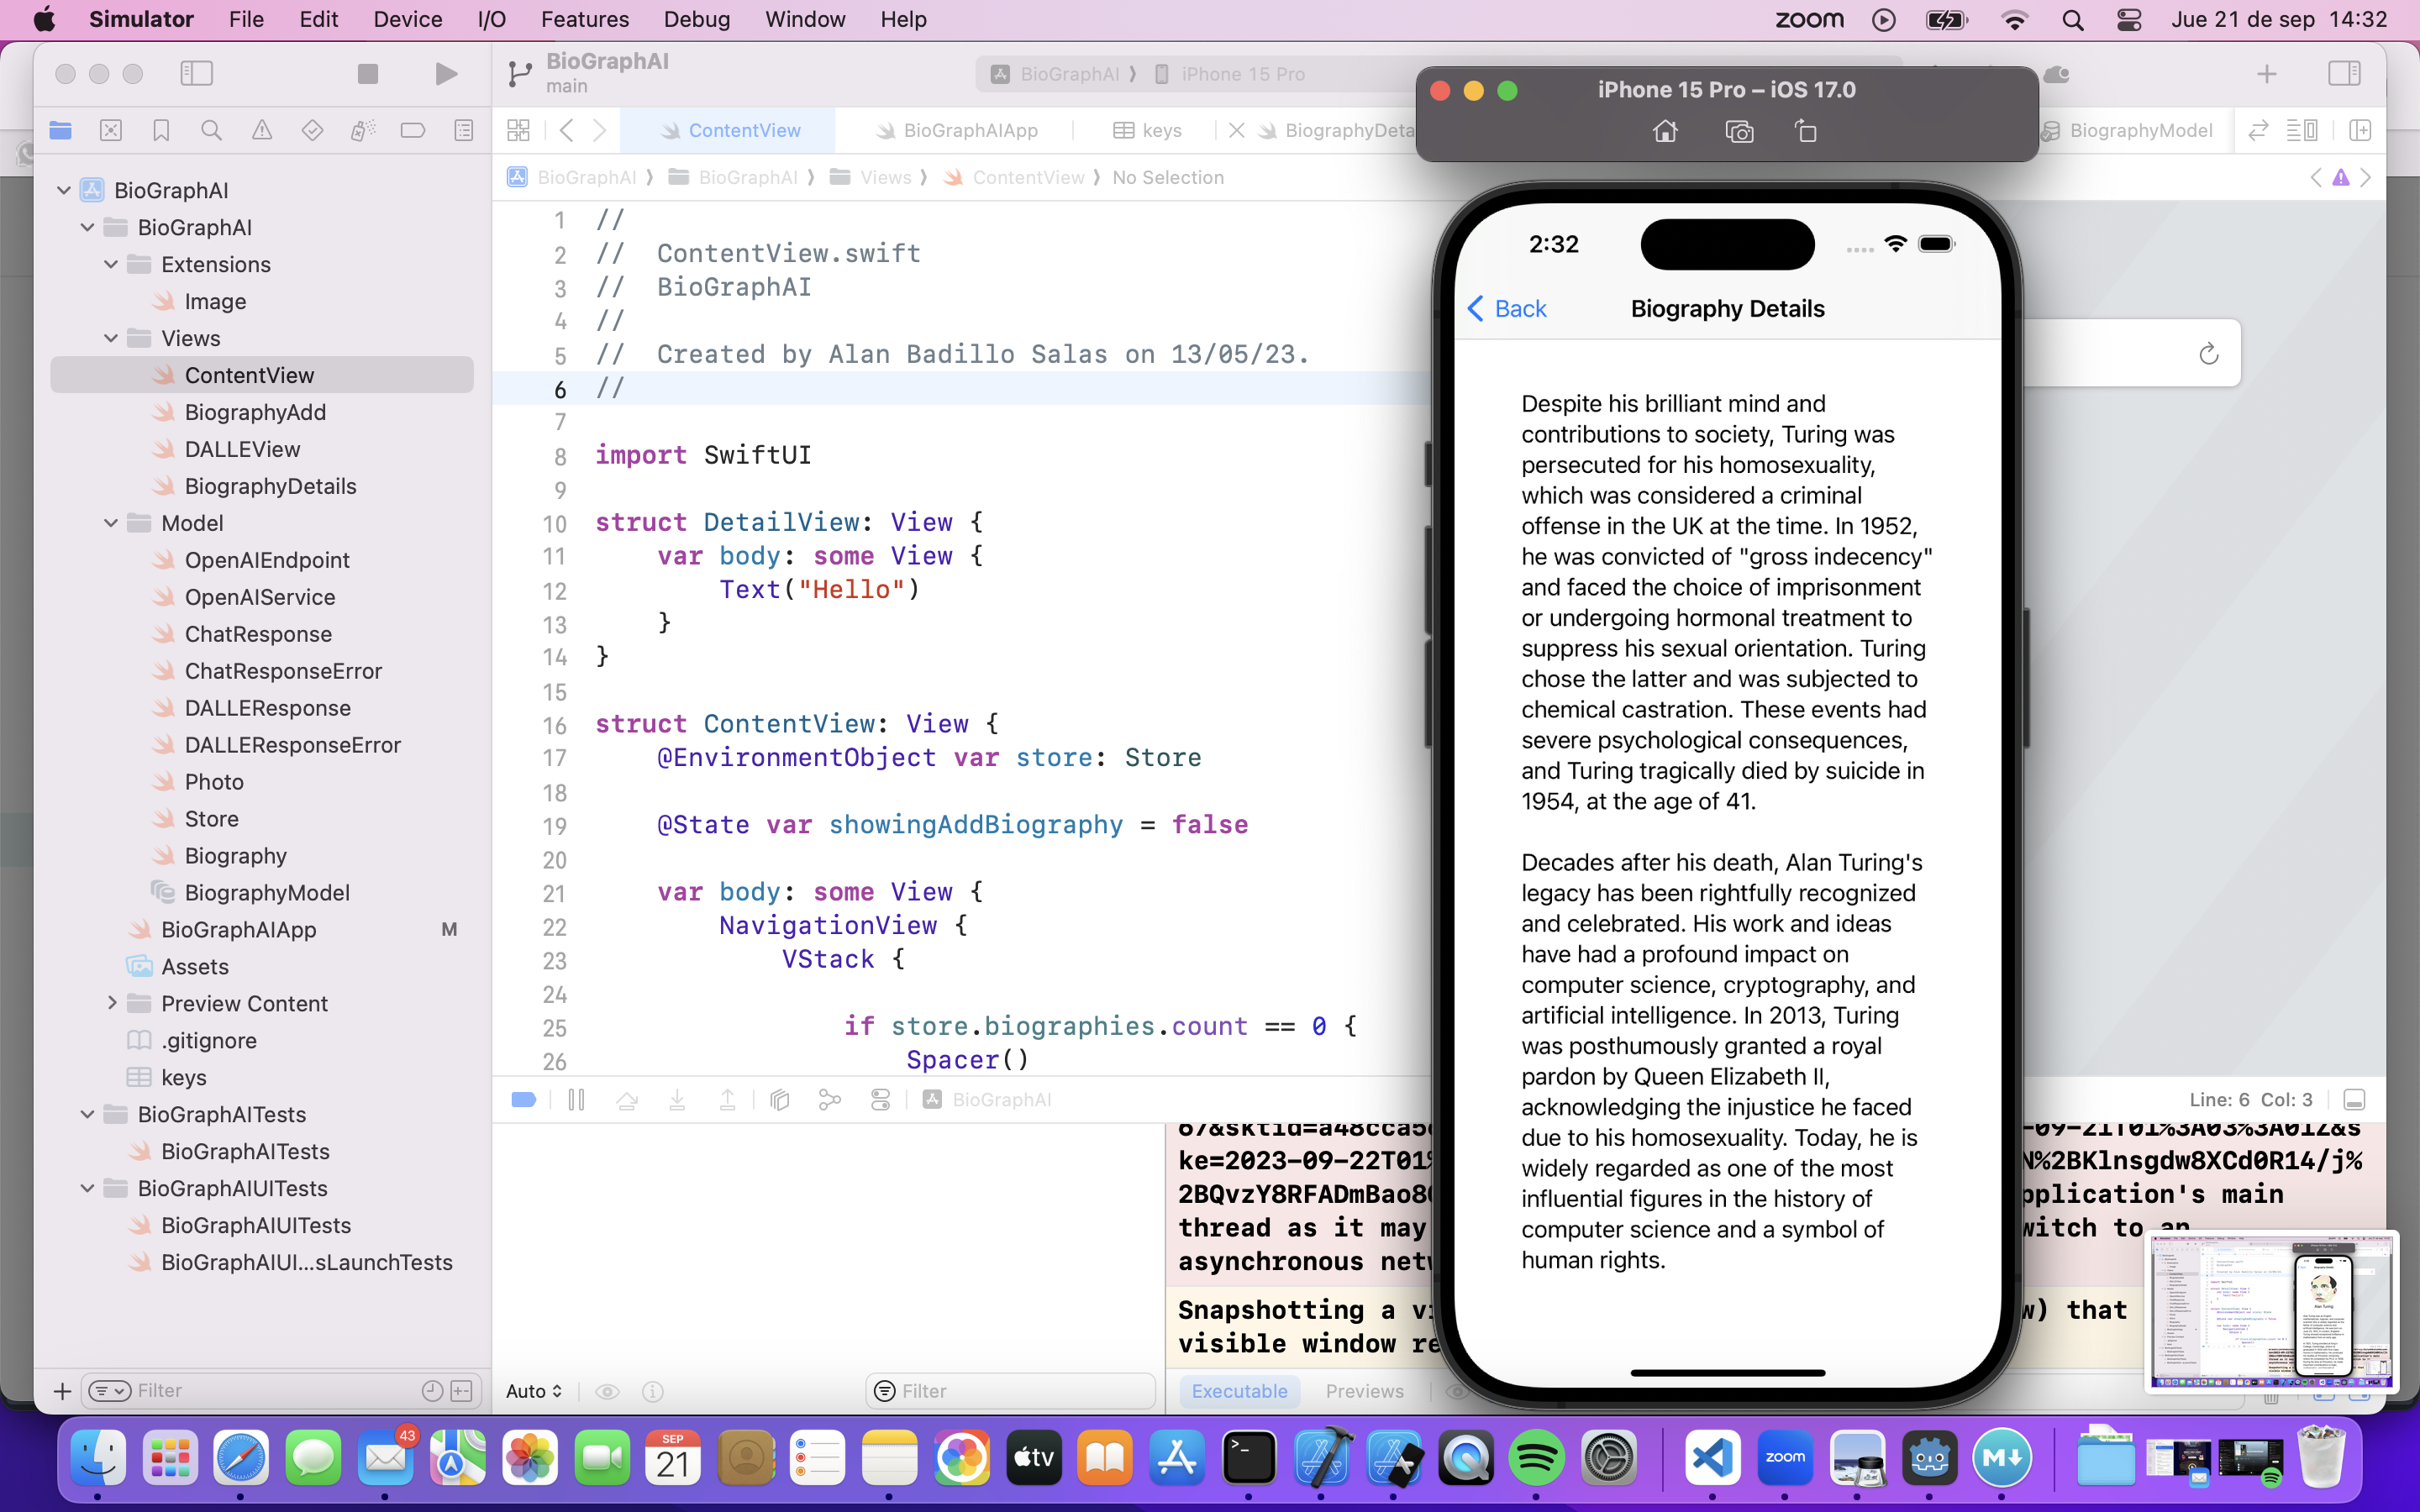 Simulator File Edit Device I/O Features Debug Window Help
zoom Jue 21 de sep 14:32
BioGraphAI
main
BioGraphAI iPhone 15 Pro
iPhone 15 Pro – iOS 17.0
ContentView BioGraphAIApp keys BiographyDeta BiographyModel
BioGraphAI BioGraphAI Views ContentView No Selection
BioGraphAI
BioGraphAI
Extensions
Image
Views
ContentView
BiographyAdd
DALLEView
BiographyDetails
Model
OpenAIEndpoint
OpenAIService
ChatResponse
ChatResponseError
DALLEResponse
DALLEResponseError
Photo
Store
Biography
BiographyModel
BioGraphAIApp M
Assets
Preview Content
.gitignore
keys
BioGraphAITests
BioGraphAITests
BioGraphAIUITests
BioGraphAIUITests
BioGraphAIUI...sLaunchTests
Filter
1 //
2 //  ContentView.swift
3 //  BioGraphAI
4 //
5 //  Created by Alan Badillo Salas on 13/05/23.
6 //
7
8 import SwiftUI
9
10 struct DetailView: View {
11     var body: some View {
12         Text("Hello")
13     }
14 }
15
16 struct ContentView: View {
17     @EnvironmentObject var store: Store
18
19     @State var showingAddBiography = false
20
21     var body: some View {
22         NavigationView {
23             VStack {
24
25                 if store.biographies.count == 0 {
26                     Spacer()
BioGraphAI
Line: 6 Col: 3
67&sktid=a48cca5
-09-21T01%3A03%3A01Z&s
ke=2023-09-22T01%
N%2BKlnsgdw8XCd0R14/j%
2BQvzY8RFADmBao8
pplication's main
thread as it may
witch to an
asynchronous netw
Snapshotting a vi
w) that
visible window re
Auto Filter Executable Previews
2:32
Back Biography Details
Despite his brilliant mind and
contributions to society, Turing was
persecuted for his homosexuality,
which was considered a criminal
offense in the UK at the time. In 1952,
he was convicted of "gross indecency"
and faced the choice of imprisonment
or undergoing hormonal treatment to
suppress his sexual orientation. Turing
chose the latter and was subjected to
chemical castration. These events had
severe psychological consequences,
and Turing tragically died by suicide in
1954, at the age of 41.
Decades after his death, Alan Turing's
legacy has been rightfully recognized
and celebrated. His work and ideas
have had a profound impact on
computer science, cryptography, and
artificial intelligence. In 2013, Turing
was posthumously granted a royal
pardon by Queen Elizabeth II,
acknowledging the injustice he faced
due to his homosexuality. Today, he is
widely regarded as one of the most
influential figures in the history of
computer science and a symbol of
human rights.
43
SEP
21
tv
zoom
M